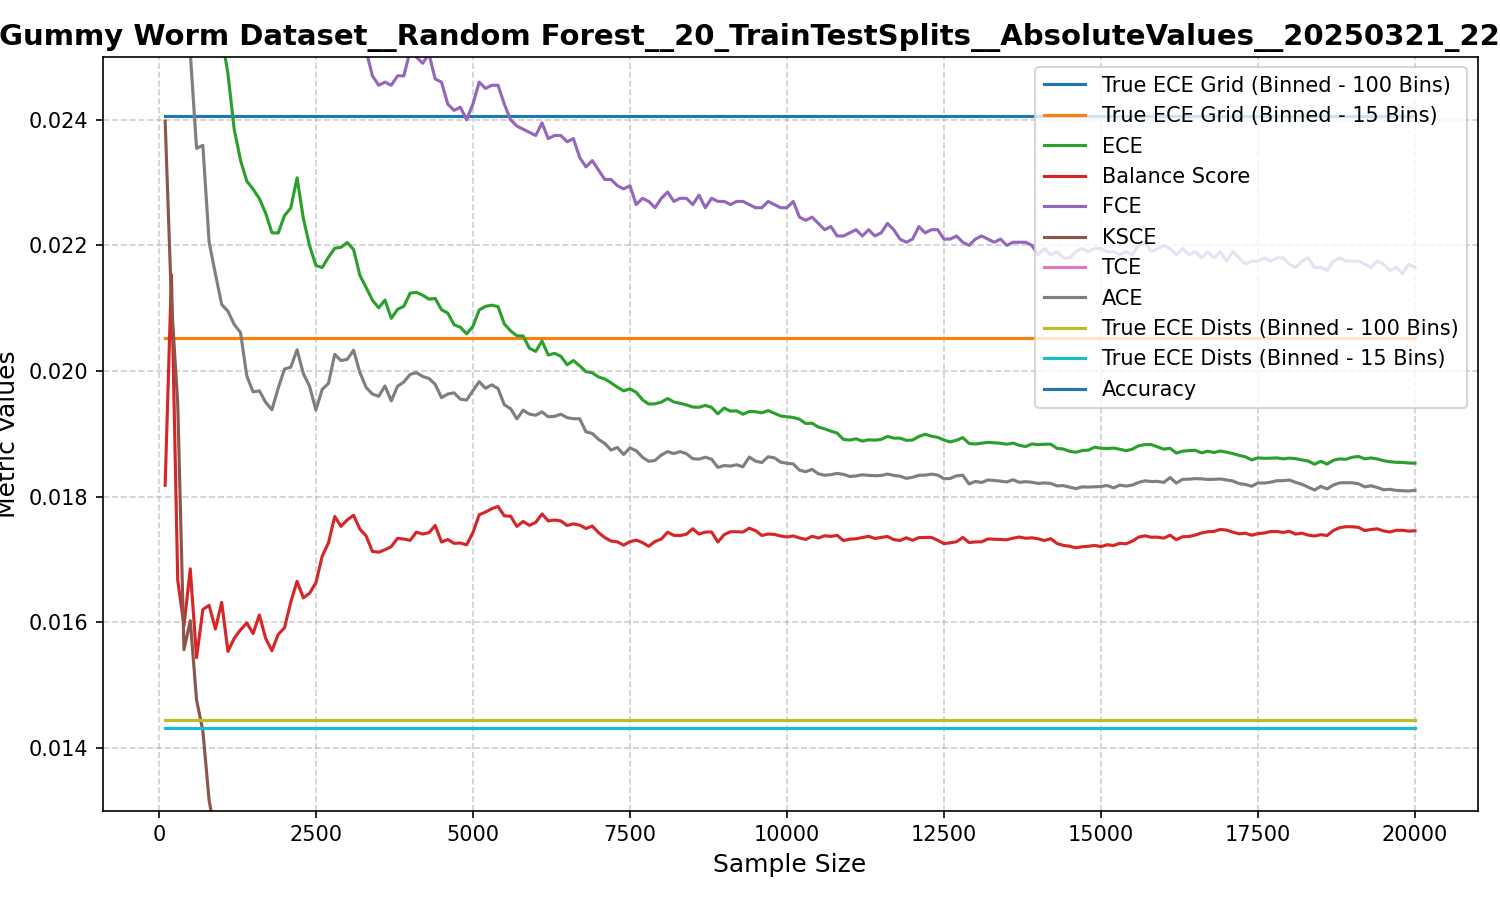 Gummy Worm Dataset__Random Forest__20_TrainTestSplits__AbsoluteValues__20250321_22
True ECE Grid (Binned - 100 Bins)
True ECE Grid (Binned - 15 Bins)
ECE
Balance Score
FCE
KSCE
TCE
ACE
True ECE Dists (Binned - 100 Bins)
True ECE Dists (Binned - 15 Bins)
Accuracy
0.024
0.022
0.020
0.018
0.016
0.014
Metric Values
0 2500 5000 7500 10000 12500 15000 17500 20000
Sample Size